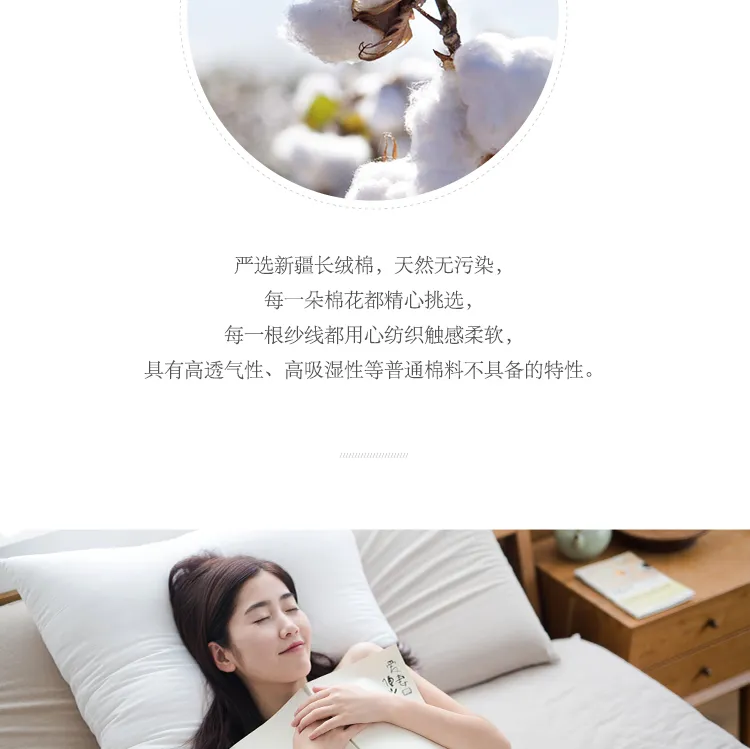 严选新疆长绒棉，天然无污染，
每一朵棉花都精心挑选，
每一根纱线都用心纺织触感柔软，
具有高透气性、高吸湿性等普通棉料不具备的特性。